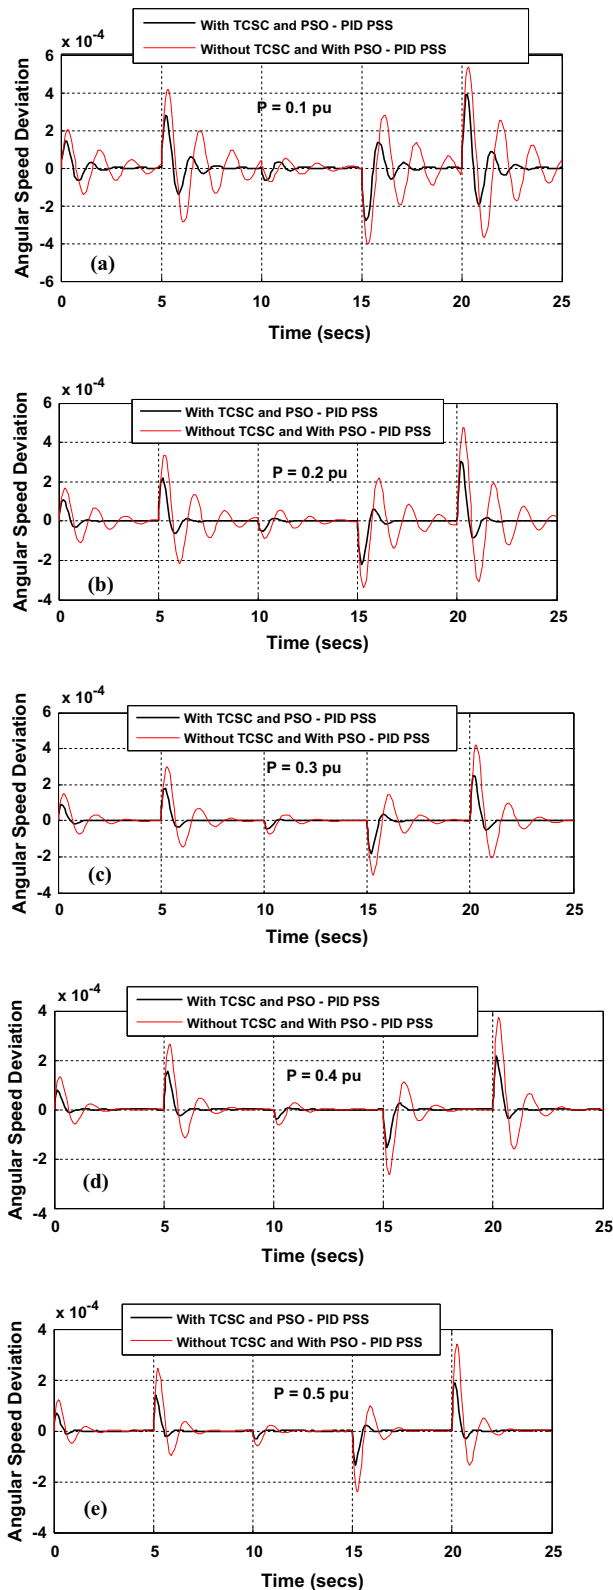 x 10-4
With TCSC and PSO - PID PSS
Without TCSC and With PSO - PID PSS
P = 0.1 pu
Angular Speed Deviation
6
4
2
0
-2
-4
-6
(a)
0 5 10 15 20 25
Time (secs)
x 10-4
With TCSC and PSO - PID PSS
Without TCSC and With PSO - PID PSS
P = 0.2 pu
Angular Speed Deviation
6
4
2
0
-2
-4
(b)
0 5 10 15 20 25
Time (secs)
x 10-4
With TCSC and PSO - PID PSS
Without TCSC and With PSO - PID PSS
P = 0.3 pu
Angular Speed Deviation
6
4
2
0
-2
-4
(c)
0 5 10 15 20 25
Time (secs)
x 10-4
With TCSC and PSO - PID PSS
Without TCSC and With PSO - PID PSS
P = 0.4 pu
Angular Speed Deviation
4
2
0
-2
-4
(d)
0 5 10 15 20 25
Time (secs)
x 10-4
With TCSC and PSO - PID PSS
Without TCSC and With PSO - PID PSS
P = 0.5 pu
Angular Speed Deviation
4
2
0
-2
-4
(e)
0 5 10 15 20 25
Time (secs)